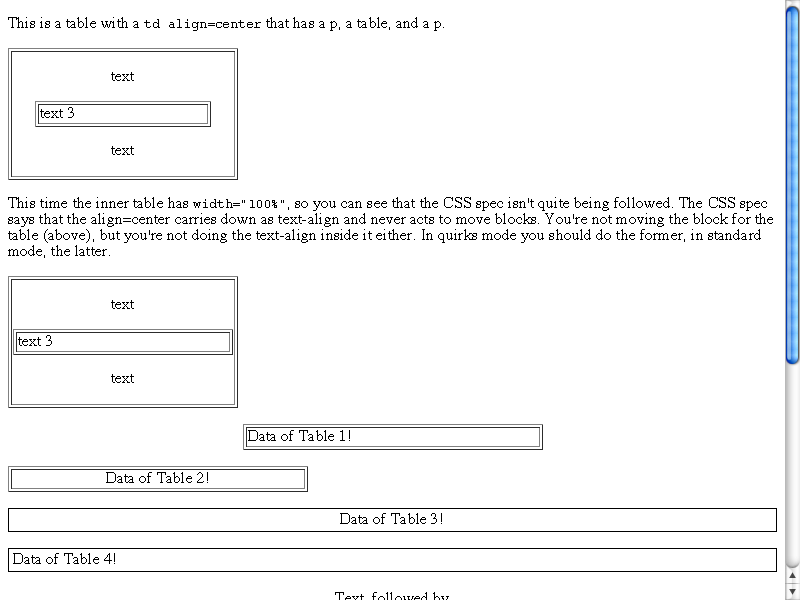 This is a table with a td align=center that has a p, a table, and a p.
text
text 3
text
This time the inner table has width="100%", so you can see that the CSS spec isn't quite being followed. The CSS spec
says that the align=center carries down as text-align and never acts to move blocks. You're not moving the block for the
table (above), but you're not doing the text-align inside it either. In quirks mode you should do the former, in standard
mode, the latter.
text
text 3
text
Data of Table 1!
Data of Table 2!
Data of Table 3!
Data of Table 4!
Text, followed by